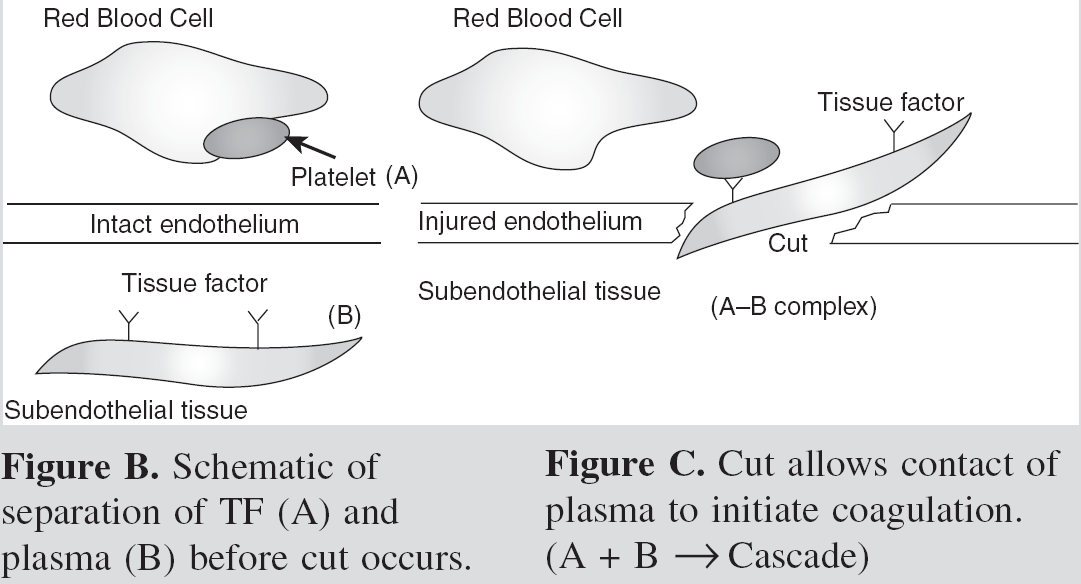 Red Blood Cell
Platelet (A)
Intact endothelium
Tissue factor
(B)
Subendothelial tissue
Red Blood Cell
Tissue factor
Injured endothelium
Cut
Subendothelial tissue
(A–B complex)
Figure B. Schematic of
separation of TF (A) and
plasma (B) before cut occurs.
Figure C. Cut allows contact of
plasma to initiate coagulation.
(A + B → Cascade)